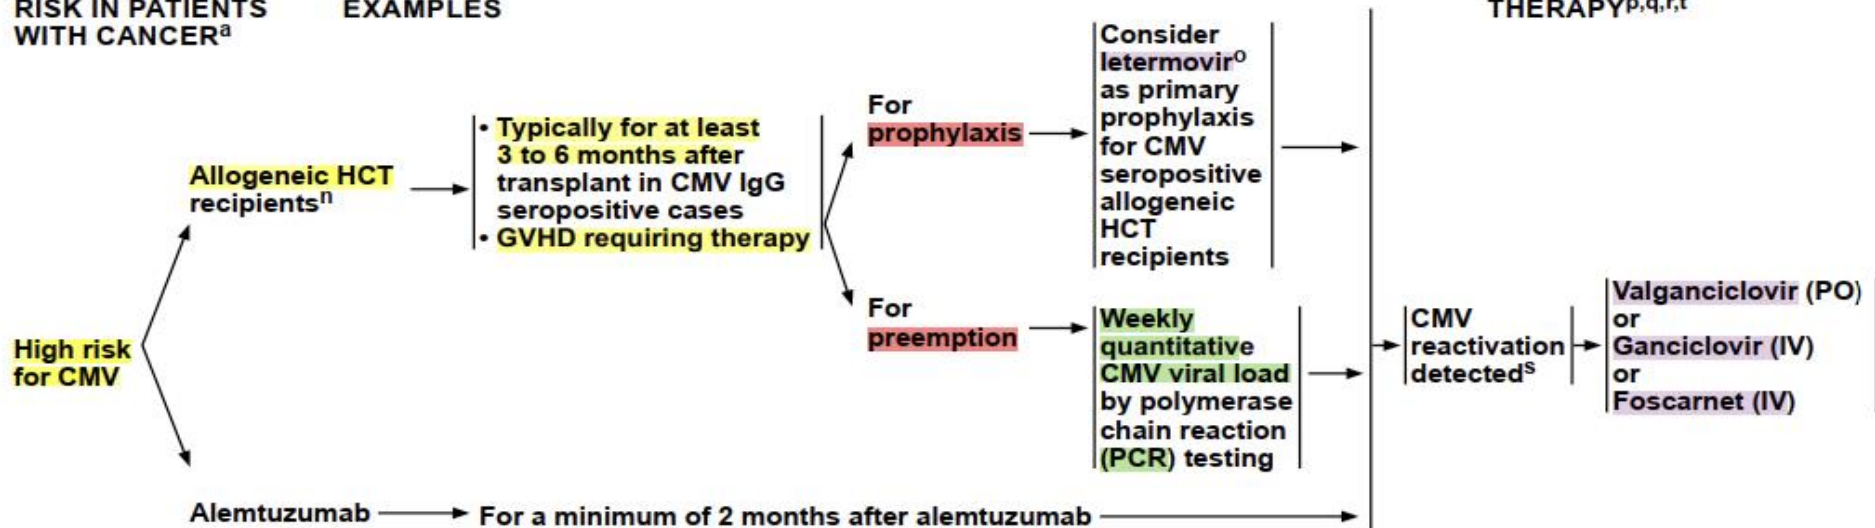 RISK IN PATIENTS
WITH CANCERa
EXAMPLES
THERAPYp,q,r,t
High risk
for CMV
Allogeneic HCT
recipientsn
• Typically for at least
3 to 6 months after
transplant in CMV IgG
seropositive cases
• GVHD requiring therapy
For
prophylaxis
Consider
letermoviro
as primary
prophylaxis
for CMV
seropositive
allogeneic
HCT
recipients
For
preemption
Weekly
quantitative
CMV viral load
by polymerase
chain reaction
(PCR) testing
CMV
reactivation
detecteds
Valganciclovir (PO)
or
Ganciclovir (IV)
or
Foscarnet (IV)
Alemtuzumab
For a minimum of 2 months after alemtuzumab